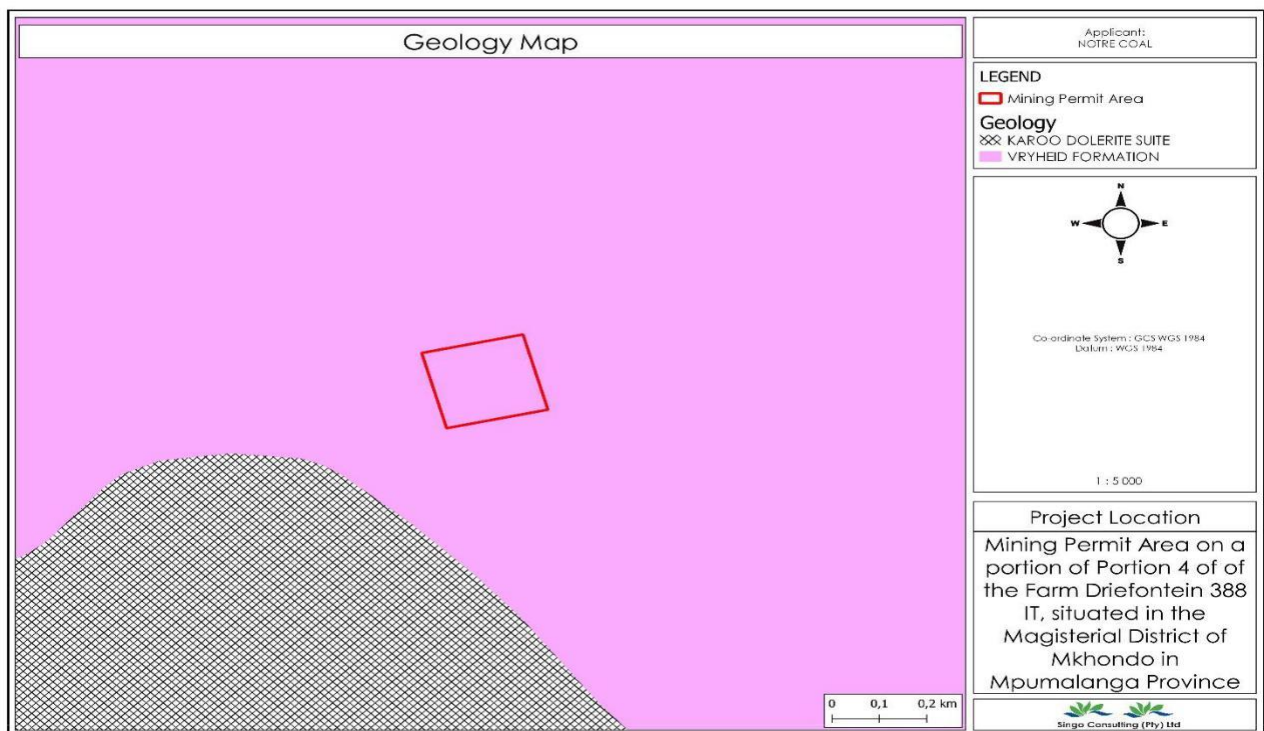 Geology Map
Applicant:
NOTRE COAL
LEGEND
Mining Permit Area
Geology
KAROO DOLERITE SUITE
VRYHEID FORMATION
N
W
E
S
Co-ordinate System : GCS WGS 1984
Datum : WGS 1984
1 : 5 000
Project Location
Mining Permit Area on a
portion of Portion 4 of of
the Farm Driefontein 388
IT, situated in the
Magisterial District of
Mkhondo in
Mpumalanga Province
0 0,1 0,2 km
Singo Consulting (Pty) Ltd